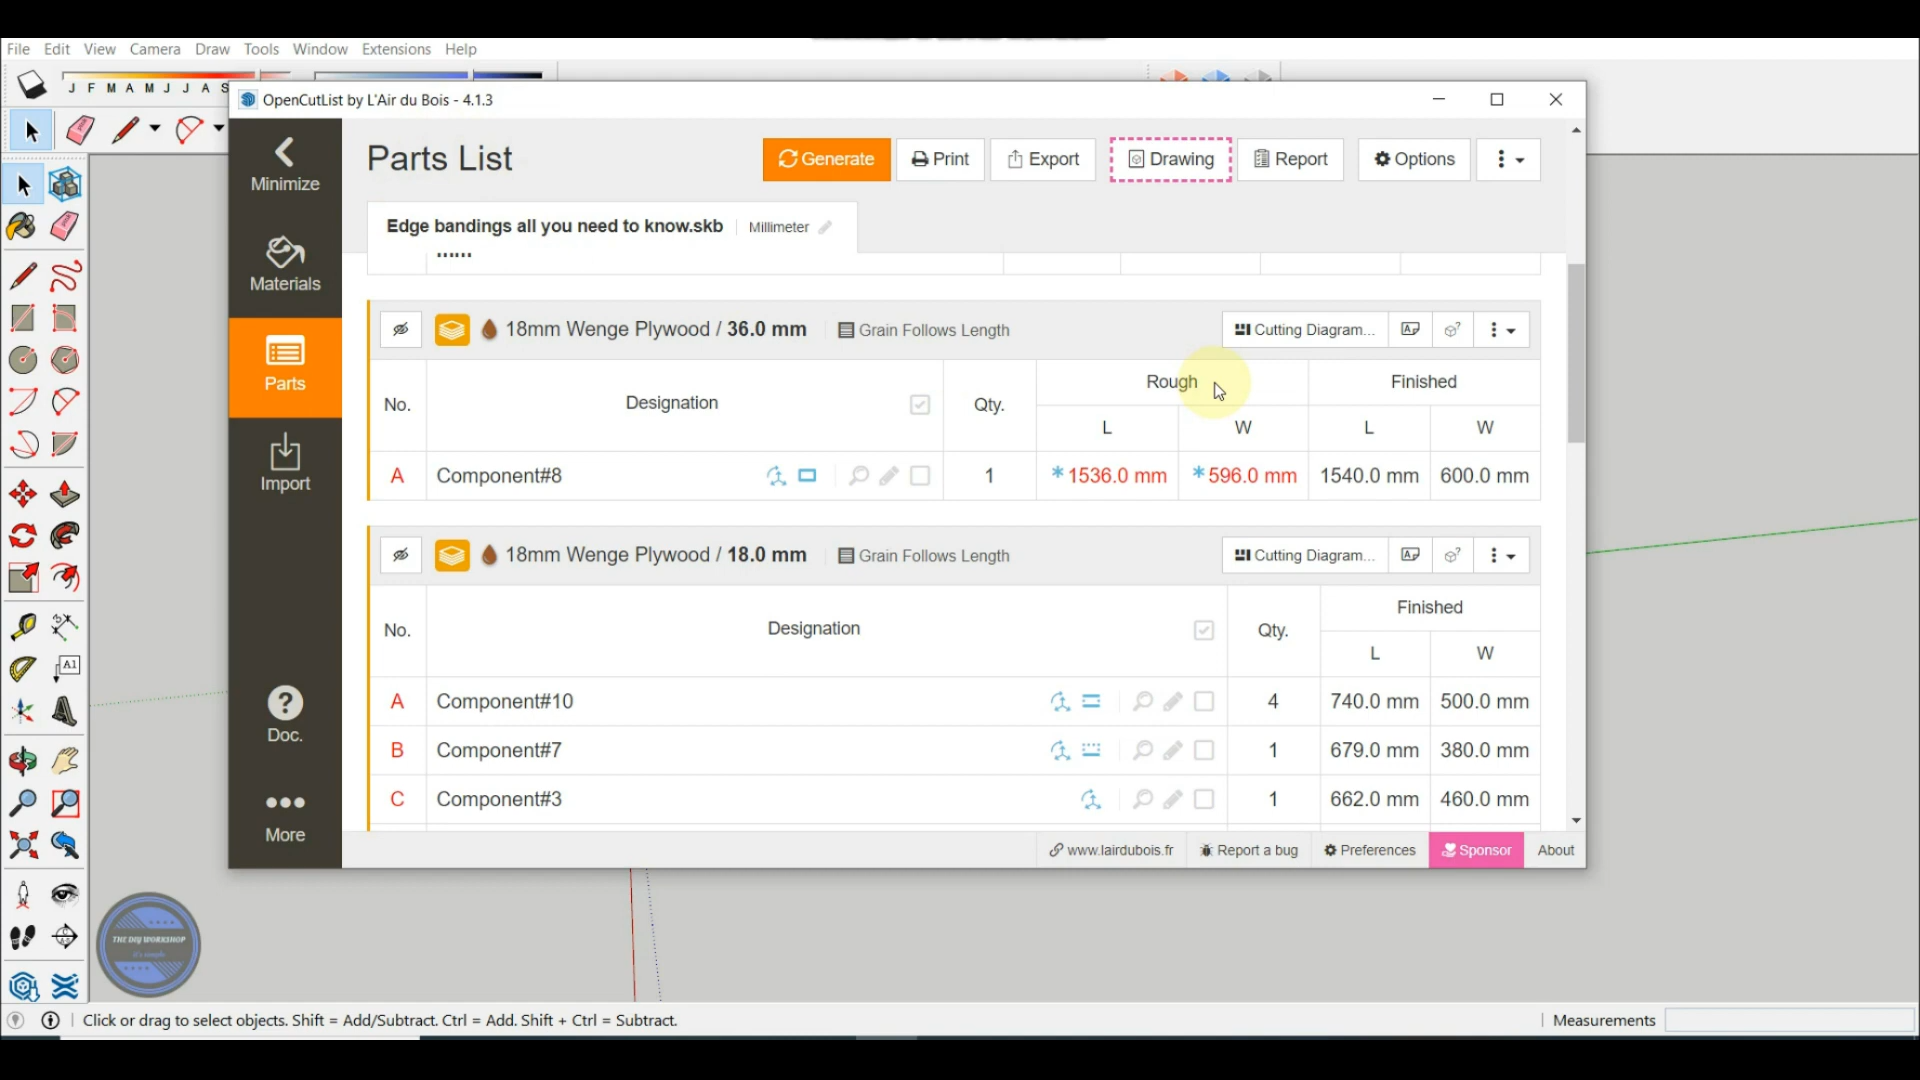 File Edit View Camera Draw Tools Window Extensions Help
J F M A M J J A S
OpenCutList by L'Air du Bois - 4.1.3
Minimize
Materials
Parts
Import
Doc.
More
Parts List
Generate
Print
Export
Drawing
Report
Options
Edge bandings all you need to know.skb
Millimeter
mm
18mm Wenge Plywood / 36.0 mm
Grain Follows Length
Cutting Diagram...
No. Designation Qty. Rough Finished
L W L W
A Component#8 1 *1536.0 mm *596.0 mm 1540.0 mm 600.0 mm
18mm Wenge Plywood / 18.0 mm
Grain Follows Length
Cutting Diagram...
No. Designation Qty. Finished
L W
A Component#10 4 740.0 mm 500.0 mm
B Component#7 1 679.0 mm 380.0 mm
C Component#3 1 662.0 mm 460.0 mm
www.lairdubois.fr
Report a bug
Preferences
Sponsor
About
A1
THE DIY WORKSHOP
Click or drag to select objects. Shift = Add/Subtract. Ctrl = Add. Shift + Ctrl = Subtract.
Measurements